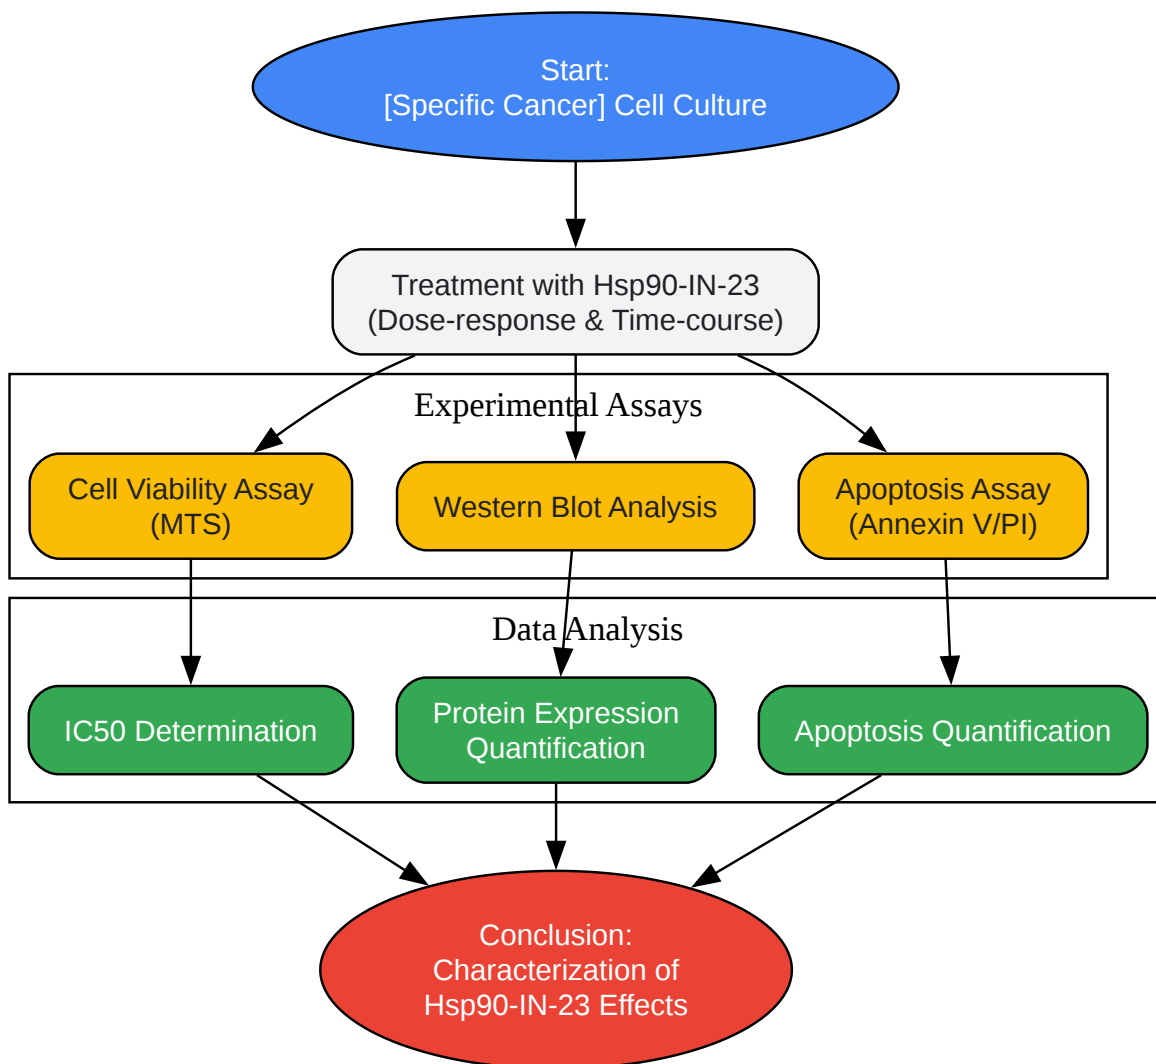 Start:
[Specific Cancer] Cell Culture
Treatment with Hsp90-IN-23
(Dose-response & Time-course)
Experimental Assays
Cell Viability Assay
(MTS)
Western Blot Analysis
Apoptosis Assay
(Annexin V/PI)
Data Analysis
IC50 Determination
Protein Expression
Quantification
Apoptosis Quantification
Conclusion:
Characterization of
Hsp90-IN-23 Effects